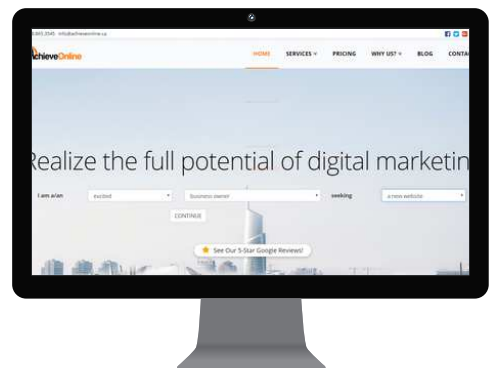 info@achieveonline.ca
chieveOnline
HOME SERVICES WHY US? PRICING BLOG CONTA
Realize the full potential of digital marketin
I am a/an excited business owner seeking a new website
CONTINUE
See Our 5-Star Google Reviews!